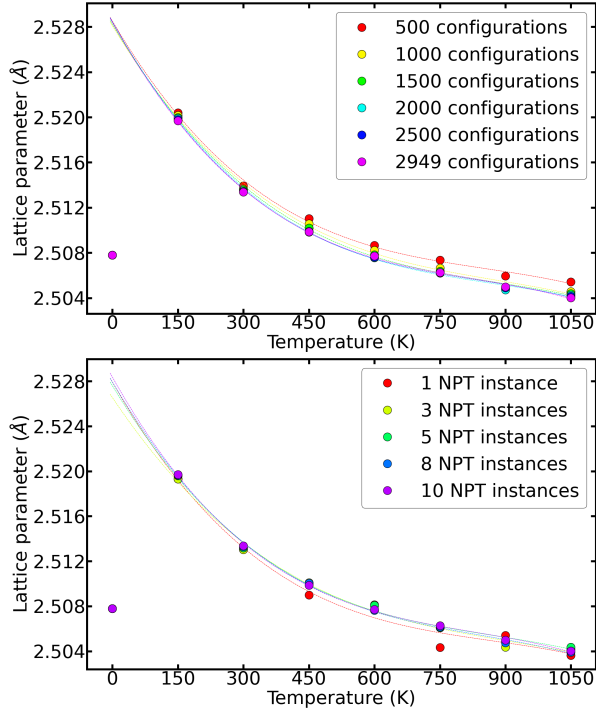 2.528
2.524
2.520
2.516
2.512
2.508
2.504
Lattice parameter (Å)
500 configurations
1000 configurations
1500 configurations
2000 configurations
2500 configurations
2949 configurations
0 150 300 450 600 750 900 1050
Temperature (K)
2.528
2.524
2.520
2.516
2.512
2.508
2.504
Lattice parameter (Å)
1 NPT instance
3 NPT instances
5 NPT instances
8 NPT instances
10 NPT instances
0 150 300 450 600 750 900 1050
Temperature (K)